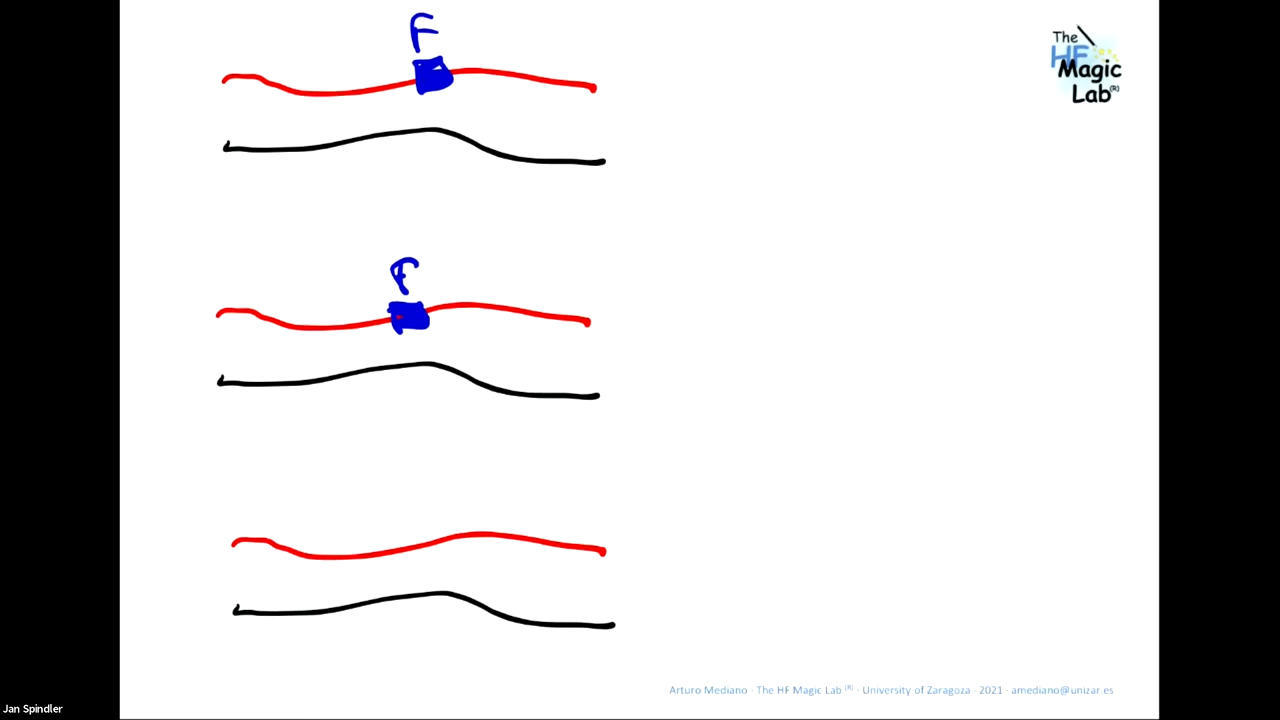 F
The
HF
Magic
Lab(R)
F
Arturo Mediano · The HF Magic Lab (R) · University of Zaragoza · 2021 · amediano@unizar.es
Jan Spindler